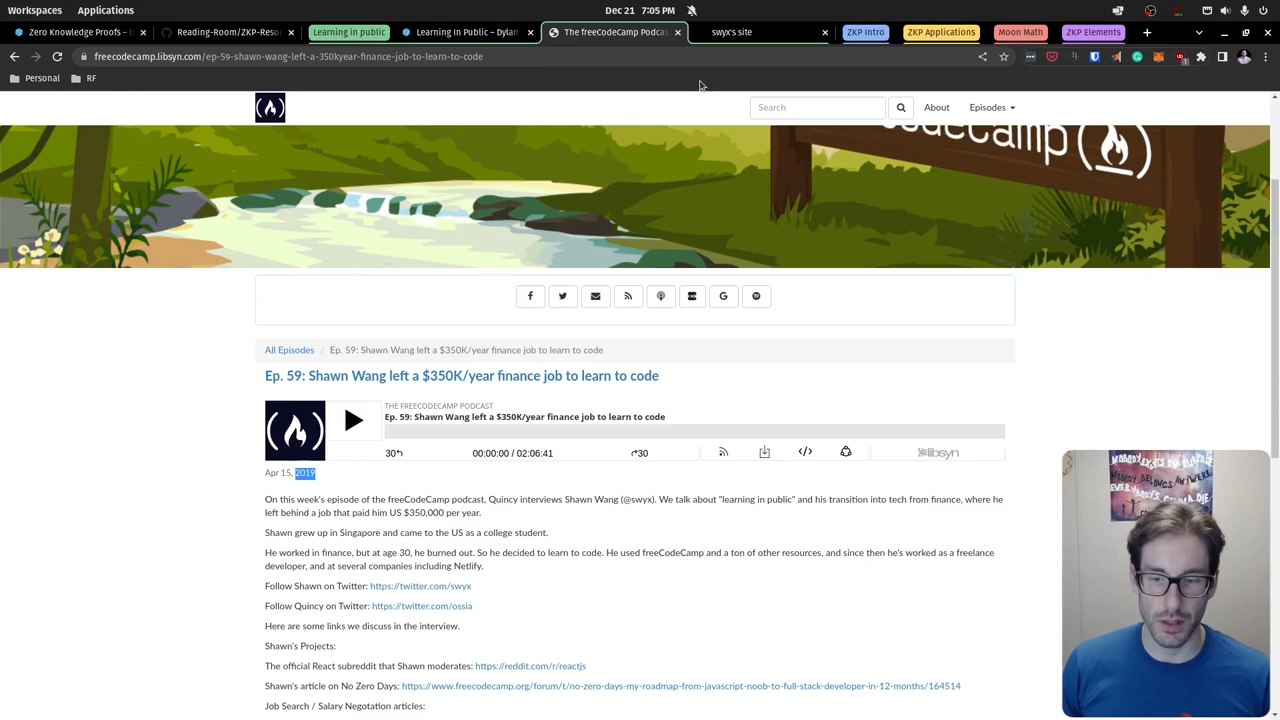 Workspaces Applications Dec 21 7:05 PM
Zero Knowledge Proofs – I Reading-Room/ZKP-Reso Learning in public Learning In Public – Dylan The freeCodeCamp Podcas swyx's site ZKP Intro ZKP Applications Moon Math ZKP Elements
freecodecamp.libsyn.com/ep-59-shawn-wang-left-a-350kyear-finance-job-to-learn-to-code
Personal RF
Search About Episodes
codecamp
All Episodes / Ep. 59: Shawn Wang left a $350K/year finance job to learn to code
Ep. 59: Shawn Wang left a $350K/year finance job to learn to code
THE FREECODECAMP PODCAST
Ep. 59: Shawn Wang left a $350K/year finance job to learn to code
30 00:00:00 / 02:06:41 30 libsyn
Apr 15, 2019
On this week's episode of the freeCodeCamp podcast, Quincy interviews Shawn Wang (@swyx). We talk about "learning in public" and his transition into tech from finance, where he
left behind a job that paid him US $350,000 per year.
Shawn grew up in Singapore and came to the US as a college student.
He worked in finance, but at age 30, he burned out. So he decided to learn to code. He used freeCodeCamp and a ton of other resources, and since then he's worked as a freelance
developer, and at several companies including Netlify.
Follow Shawn on Twitter: https://twitter.com/swyx
Follow Quincy on Twitter: https://twitter.com/ossia
Here are some links we discuss in the interview.
Shawn's Projects:
The official React subreddit that Shawn moderates: https://reddit.com/r/reactjs
Shawn's article on No Zero Days: https://www.freecodecamp.org/forum/t/no-zero-days-my-roadmap-from-javascript-noob-to-full-stack-developer-in-12-months/164514
Job Search / Salary Negotation articles:
NOBODY EXISTS ON PURPOSE
NOBODY BELONGS ANYWHERE